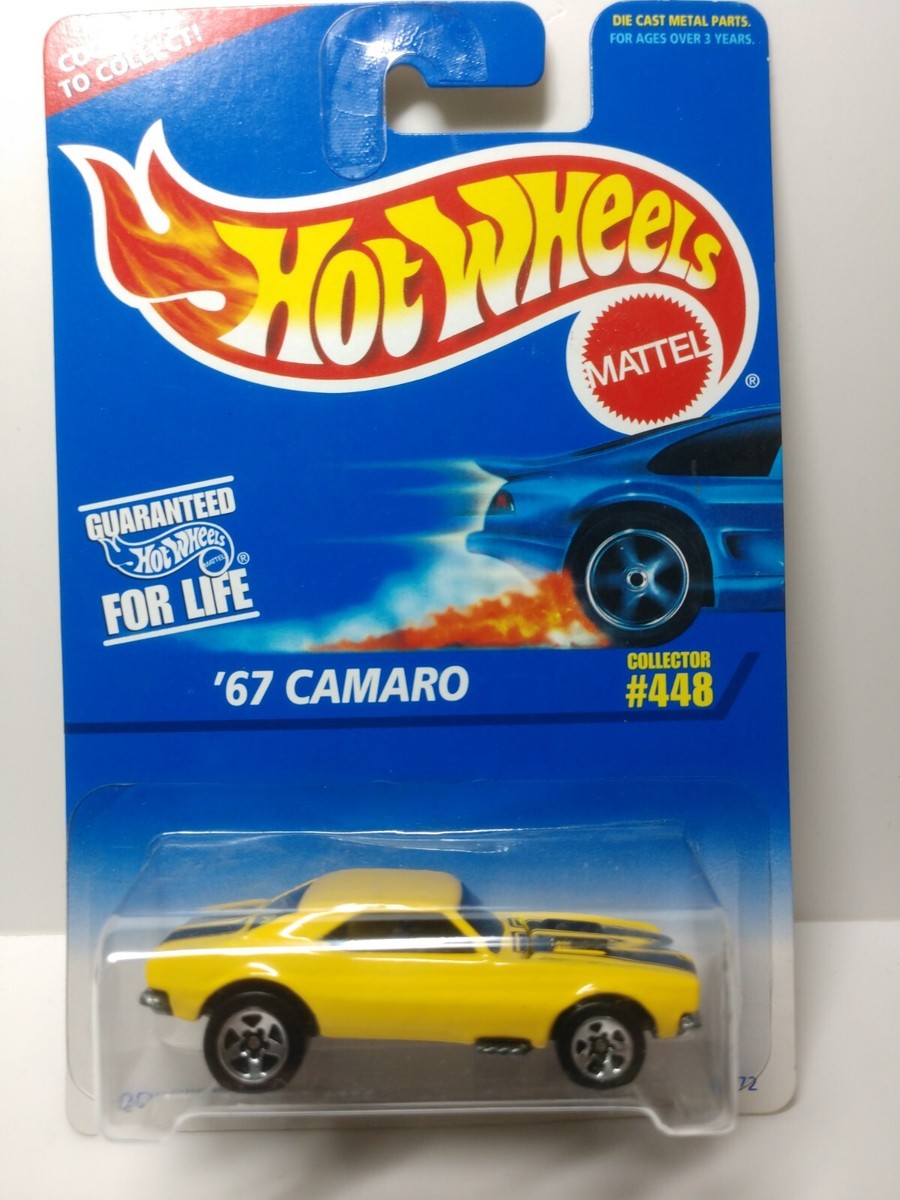 TO COLLECT!
DIE CAST METAL PARTS.
FOR AGES OVER 3 YEARS.
HOT WHEELS
MATTEL
®
GUARANTEED
HOT WHEELS
MATTEL
®
FOR LIFE
'67 CAMARO
COLLECTOR
#448